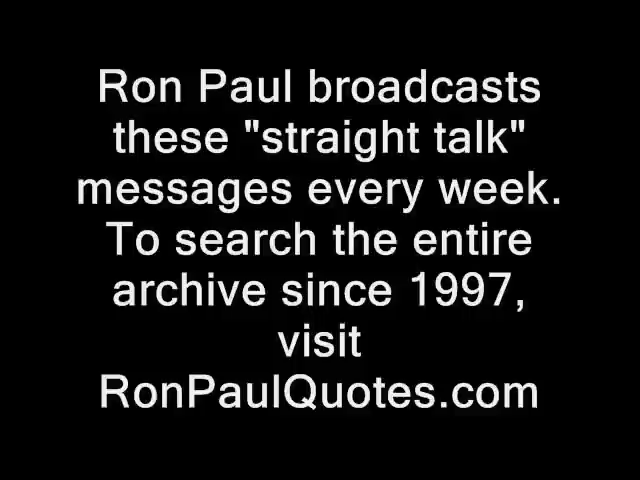 Ron Paul broadcasts
these "straight talk"
messages every week.
To search the entire
archive since 1997,
visit
RonPaulQuotes.com